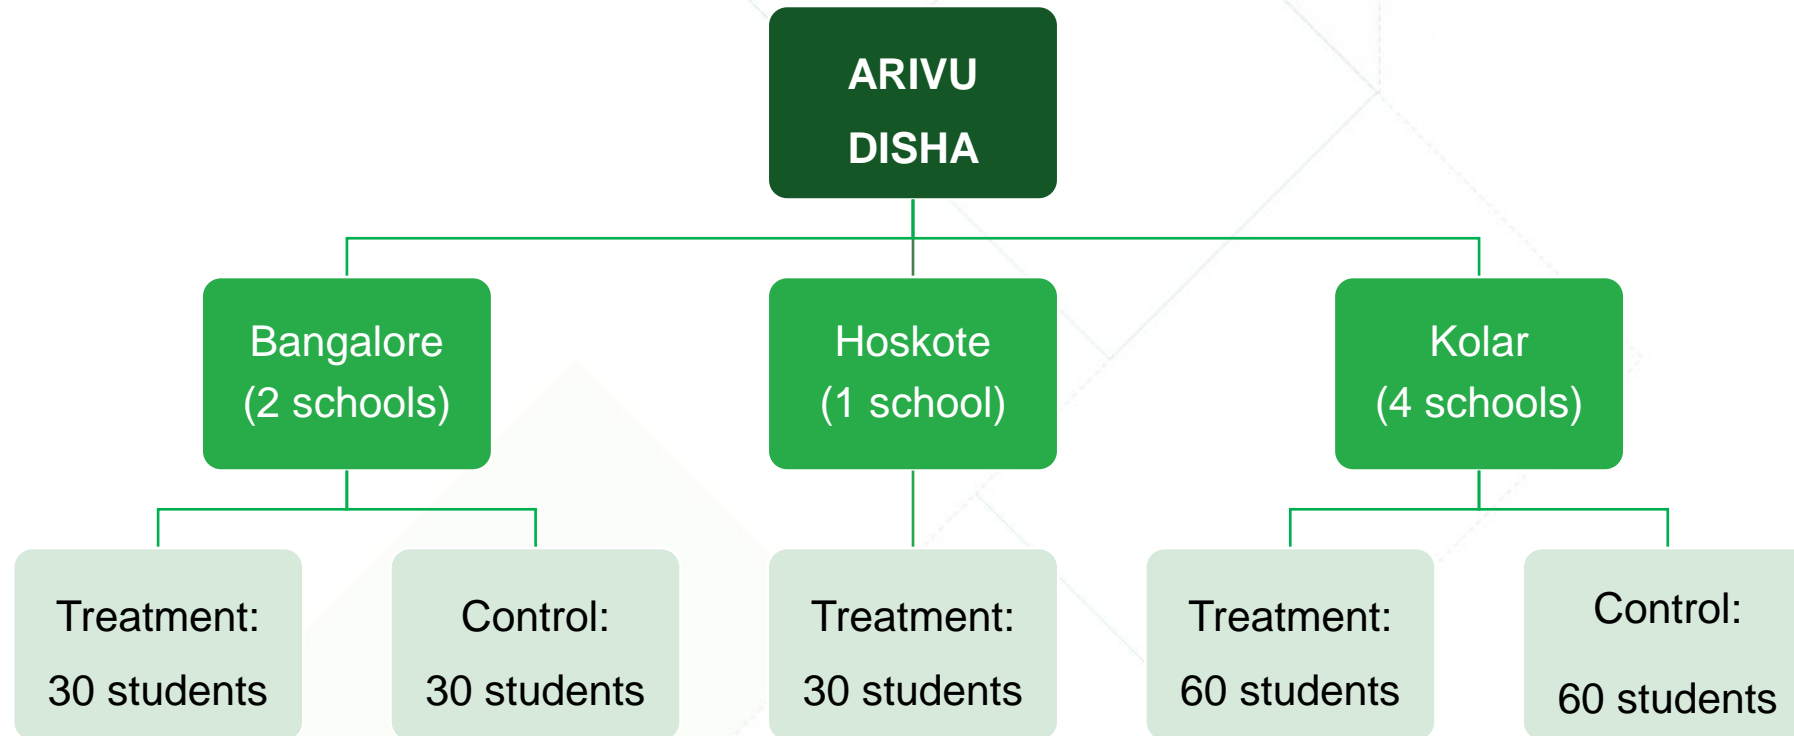 ARIVU
DISHA
Bangalore
(2 schools)
Hoskote
(1 school)
Kolar
(4 schools)
Treatment:
30 students
Control:
30 students
Treatment:
30 students
Treatment:
60 students
Control:
60 students